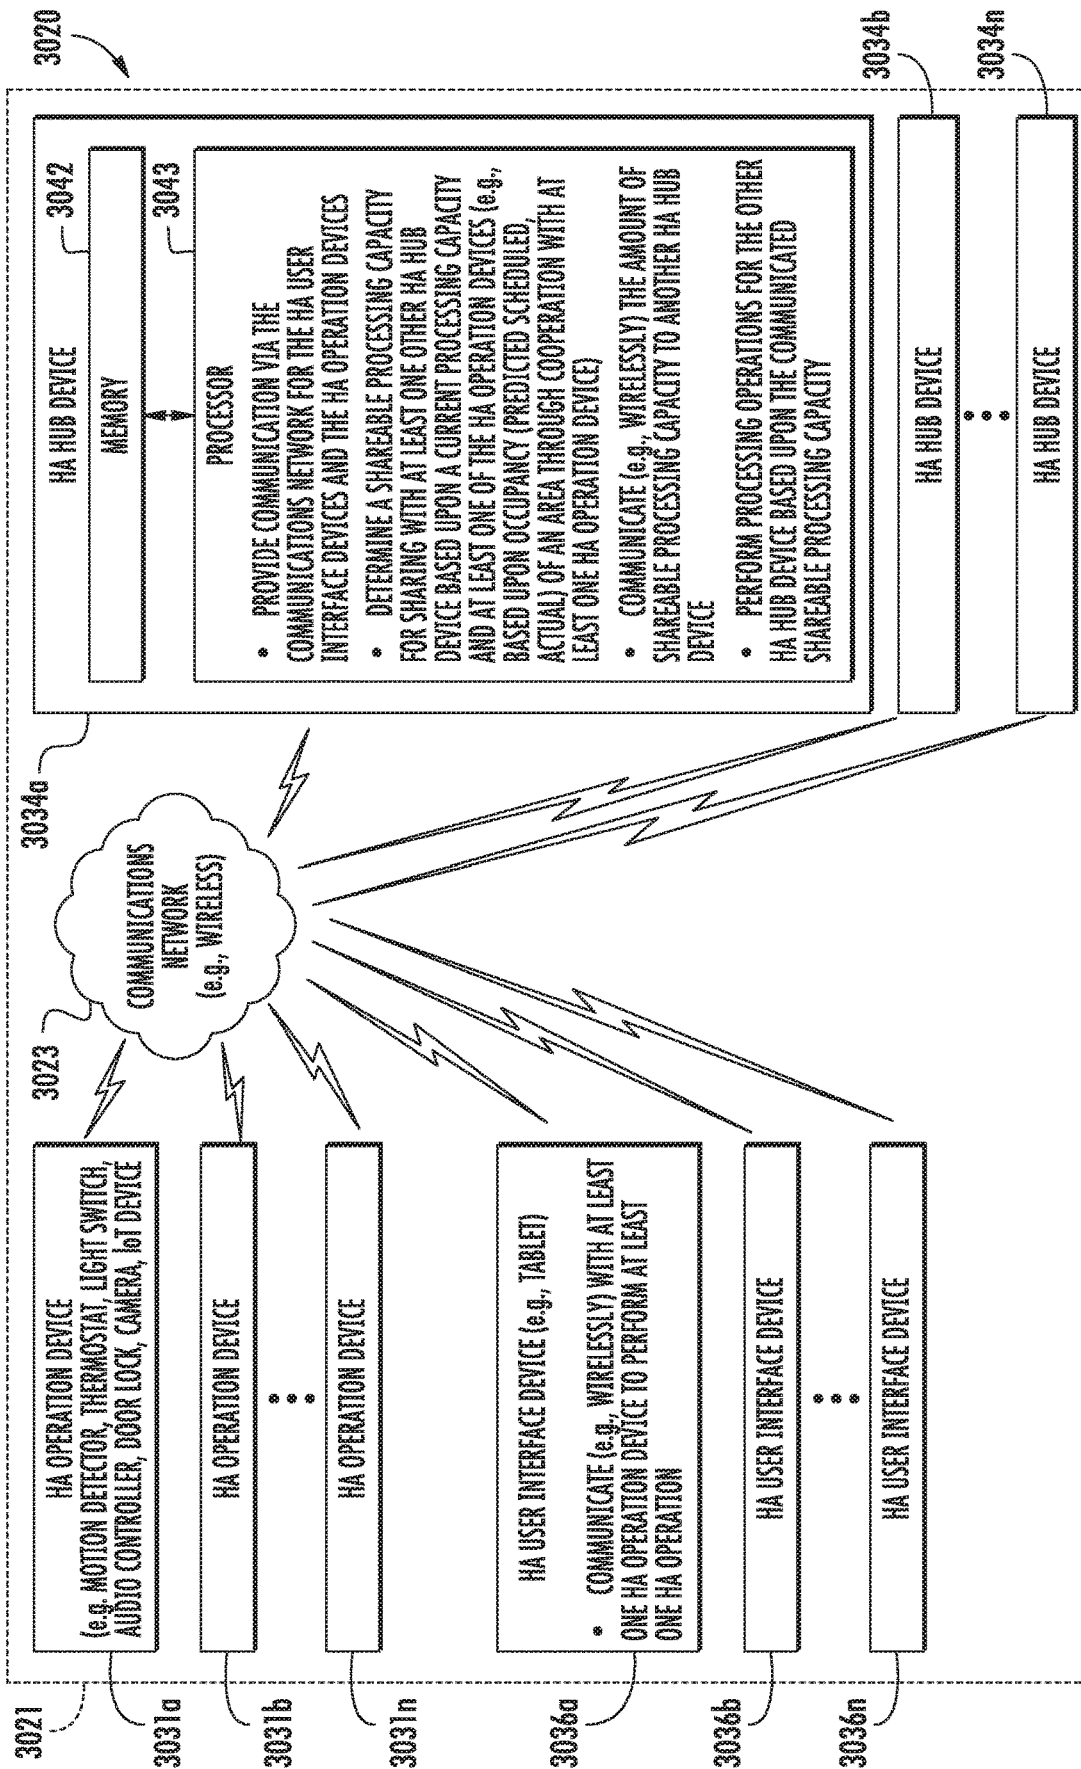 3020
3021
HA OPERATION DEVICE
(e.g. MOTION DETECTOR, THERMOSTAT, LIGHT SWITCH,
AUDIO CONTROLLER, DOOR LOCK, CAMERA, IoT DEVICE
3031a
HA OPERATION DEVICE
3031b
HA OPERATION DEVICE
3031n
HA USER INTERFACE DEVICE (e.g., TABLET)
• COMMUNICATE (e.g., WIRELESSLY) WITH AT LEAST
ONE HA OPERATION DEVICE TO PERFORM AT LEAST
ONE HA OPERATION
3036a
HA USER INTERFACE DEVICE
3036b
HA USER INTERFACE DEVICE
3036n
3023
COMMUNICATIONS
NETWORK
(e.g., WIRELESS)
3034a
HA HUB DEVICE
3042
MEMORY
3043
PROCESSOR
• PROVIDE COMMUNICATION VIA THE
COMMUNICATIONS NETWORK FOR THE HA USER
INTERFACE DEVICES AND THE HA OPERATION DEVICES
• DETERMINE A SHAREABLE PROCESSING CAPACITY
FOR SHARING WITH AT LEAST ONE OTHER HA HUB
DEVICE BASED UPON A CURRENT PROCESSING CAPACITY
AND AT LEAST ONE OF THE HA OPERATION DEVICES (e.g.,
BASED UPON OCCUPANCY (PREDICTED SCHEDULED,
ACTUAL) OF AN AREA THROUGH COOPERATION WITH AT
LEAST ONE HA OPERATION DEVICE)
• COMMUNICATE (e.g., WIRELESSLY) THE AMOUNT OF
SHAREABLE PROCESSING CAPACITY TO ANOTHER HA HUB
DEVICE
• PERFORM PROCESSING OPERATIONS FOR THE OTHER
HA HUB DEVICE BASED UPON THE COMMUNICATED
SHAREABLE PROCESSING CAPACITY
HA HUB DEVICE
3034b
HA HUB DEVICE
3034n